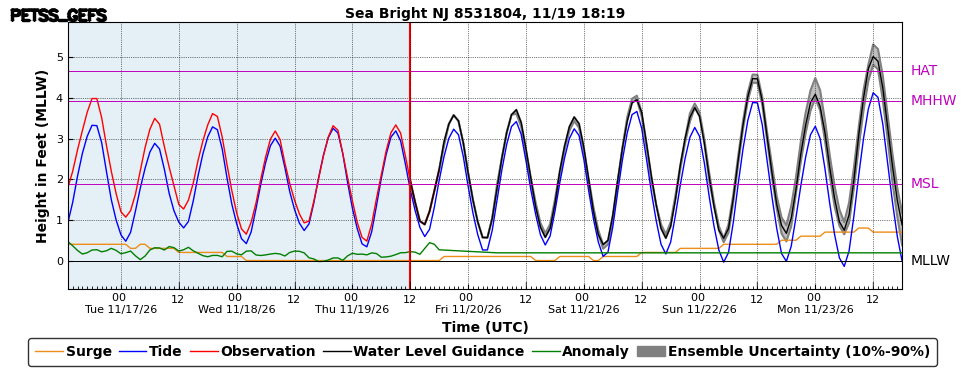 PETSS_GEFS
Sea Bright NJ 8531804, 11/19 18:19
Height in Feet (MLLW)
5
4
3
2
1
0
HAT
MHHW
MSL
MLLW
00 12 00 12 00 12 00 12 00 12 00 12 00 12
Tue 11/17/26 Wed 11/18/26 Thu 11/19/26 Fri 11/20/26 Sat 11/21/26 Sun 11/22/26 Mon 11/23/26
Time (UTC)
Surge Tide Observation Water Level Guidance Anomaly Ensemble Uncertainty (10%-90%)